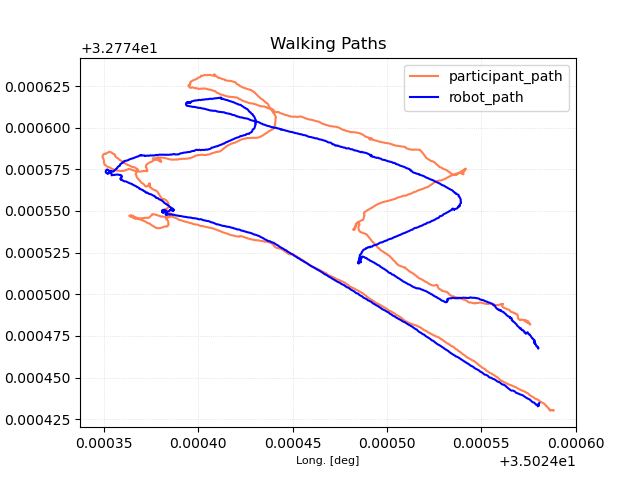 Walking Paths
+3.2774e1
participant_path
robot_path
0.000625
0.000600
0.000575
0.000550
0.000525
0.000500
0.000475
0.000450
0.000425
0.00035 0.00040 0.00045 0.00050 0.00055 0.00060
Long. [deg]
+3.5024e1